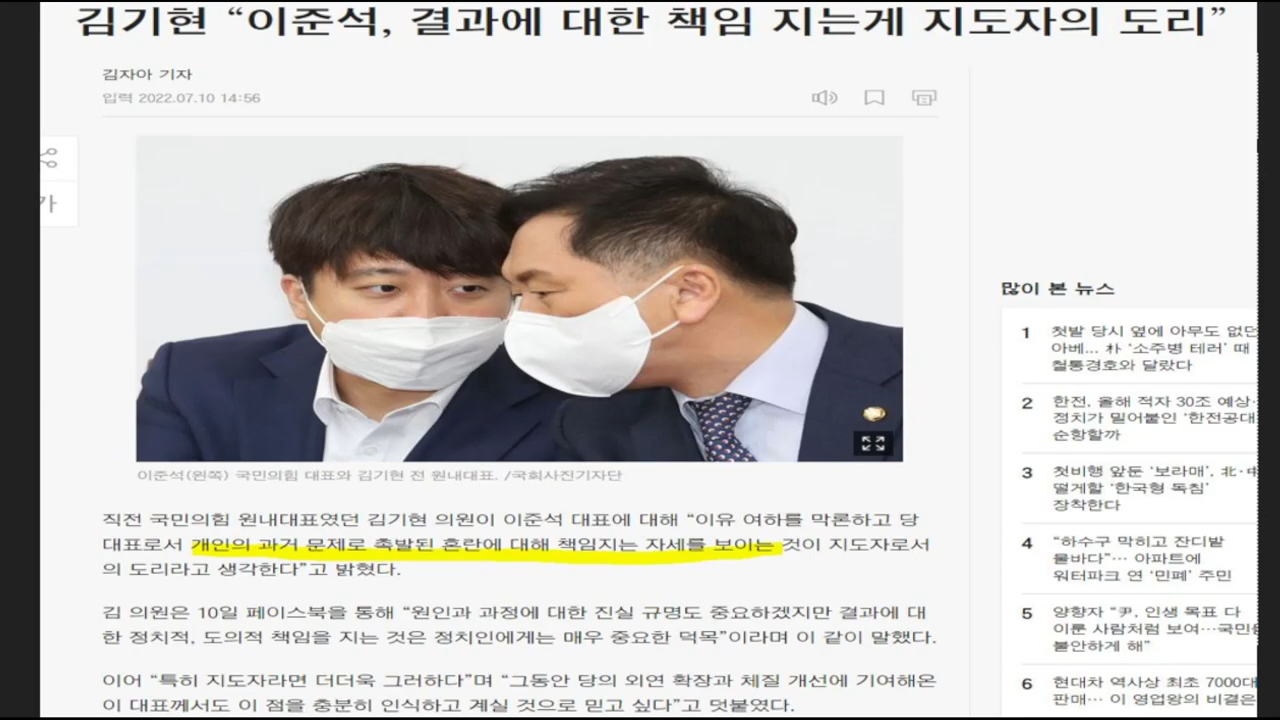 김기현 “이준석, 결과에 대한 책임 지는게 지도자의 도리”
김자아 기자
입력 2022.07.10 14:56
가
이준석(왼쪽) 국민의힘 대표와 김기현 전 원내대표. /국회사진기자단
직전 국민의힘 원내대표였던 김기현 의원이 이준석 대표에 대해 “이유 여하를 막론하고 당
대표로서 개인의 과거 문제로 촉발된 혼란에 대해 책임지는 자세를 보이는 것이 지도자로서
의 도리라고 생각한다”고 밝혔다.
김 의원은 10일 페이스북을 통해 “원인과 과정에 대한 진실 규명도 중요하겠지만 결과에 대
한 정치적, 도의적 책임을 지는 것은 정치인에게는 매우 중요한 덕목”이라며 이 같이 말했다.
이어 “특히 지도자라면 더더욱 그러하다”며 “그동안 당의 외연 확장과 체질 개선에 기여해온
이 대표께서도 이 점을 충분히 인식하고 계실 것으로 믿고 싶다”고 덧붙였다.
많이 본 뉴스
1 첫발 당시 옆에 아무도 없던
아베... 朴 ‘소주병 테러’ 때
철통경호와 달랐다
2 한전, 올해 적자 30조 예상··
정치가 밀어붙인 ‘한전공대
순항할까
3 첫비행 앞둔 ‘보라매’, 北·中
떨게할 ‘한국형 독침’
장착한다
4 “하수구 막히고 잔디밭
물바다”… 아파트에
워터파크 연 ‘민폐’ 주민
5 양향자 “尹, 인생 목표 다
이룬 사람처럼 보여…국민을
불안하게 해”
6 현대차 역사상 최초 7000대
판매… 이 영업왕의 비결은